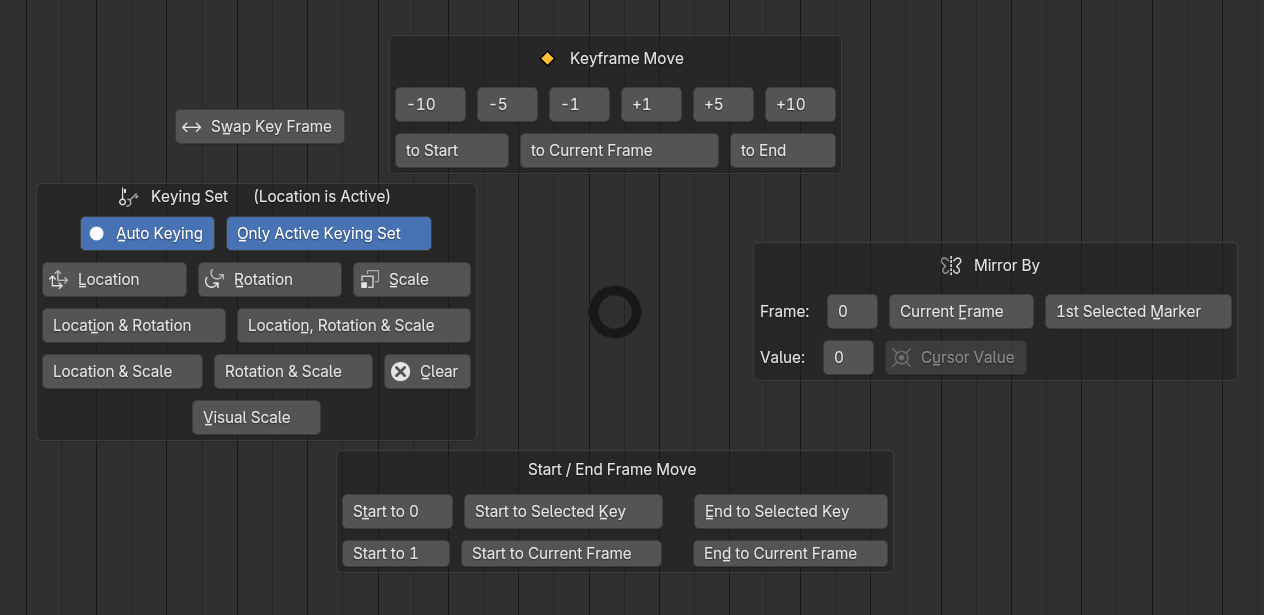 Keyframe Move
-10 -5 -1 +1 +5 +10
Swap Key Frame
to Start to Current Frame to End
Keying Set (Location is Active)
Auto Keying Only Active Keying Set
Location Rotation Scale
Location & Rotation Location, Rotation & Scale
Location & Scale Rotation & Scale Clear
Visual Scale
Mirror By
Frame: 0 Current Frame 1st Selected Marker
Value: 0 Cursor Value
Start / End Frame Move
Start to 0 Start to Selected Key End to Selected Key
Start to 1 Start to Current Frame End to Current Frame